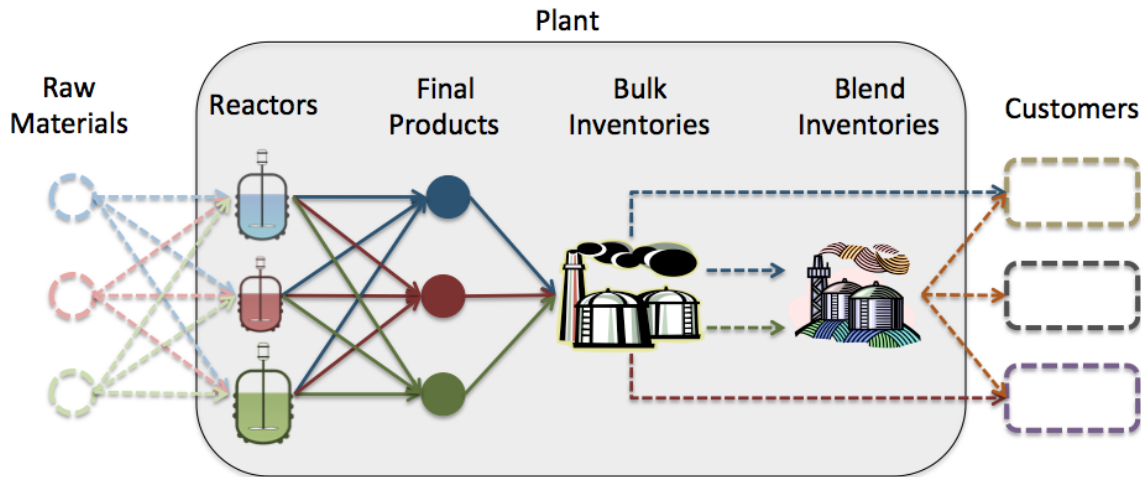 Plant
Raw
Materials
Reactors
Final
Products
Bulk
Inventories
Blend
Inventories
Customers